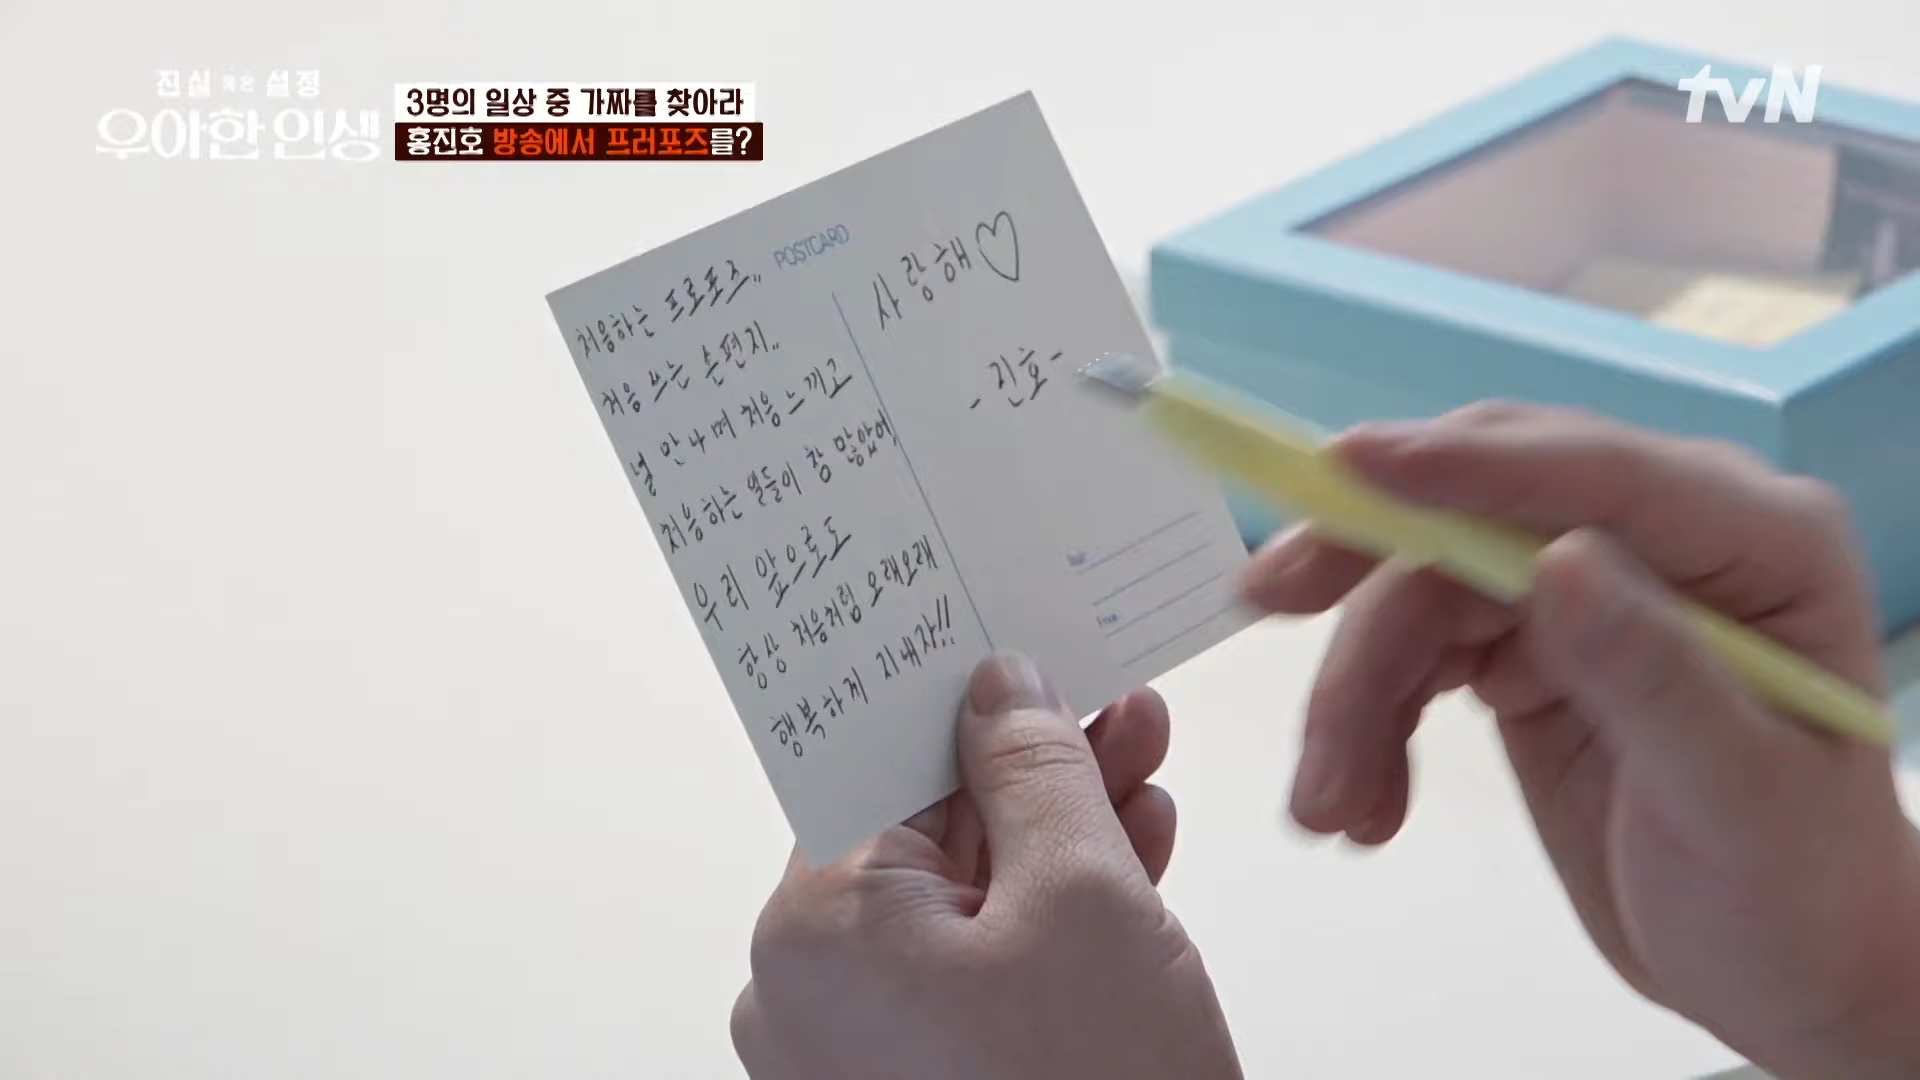 진실 혹은 설정
우아한 인생
3명의 일상 중 가짜를 찾아라
홍진호 방송에서 프러포즈를?
tvN
POSTCARD
처음하는 프로포즈..
처음 쓰는 손편지..
널 만나며 처음 느끼고
처음하는 일들이 참 많았어,
우리 앞으로도
항상 처음처럼 오래오래
행복하게 지내자!!
사랑해♡
-진호-